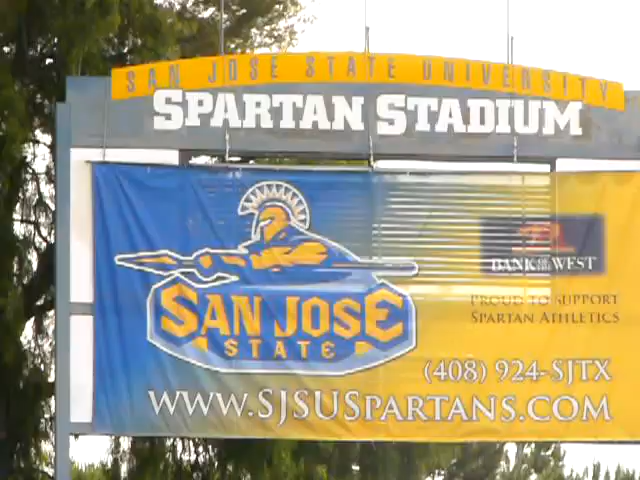 SAN JOSE STATE UNIVERSITY
SPARTAN STADIUM
SAN JOSE
STATE
BANK OF THE WEST
PROUD TO SUPPORT
SPARTAN ATHLETICS
(408) 924-SJTX
WWW.SJSUSPARTANS.COM